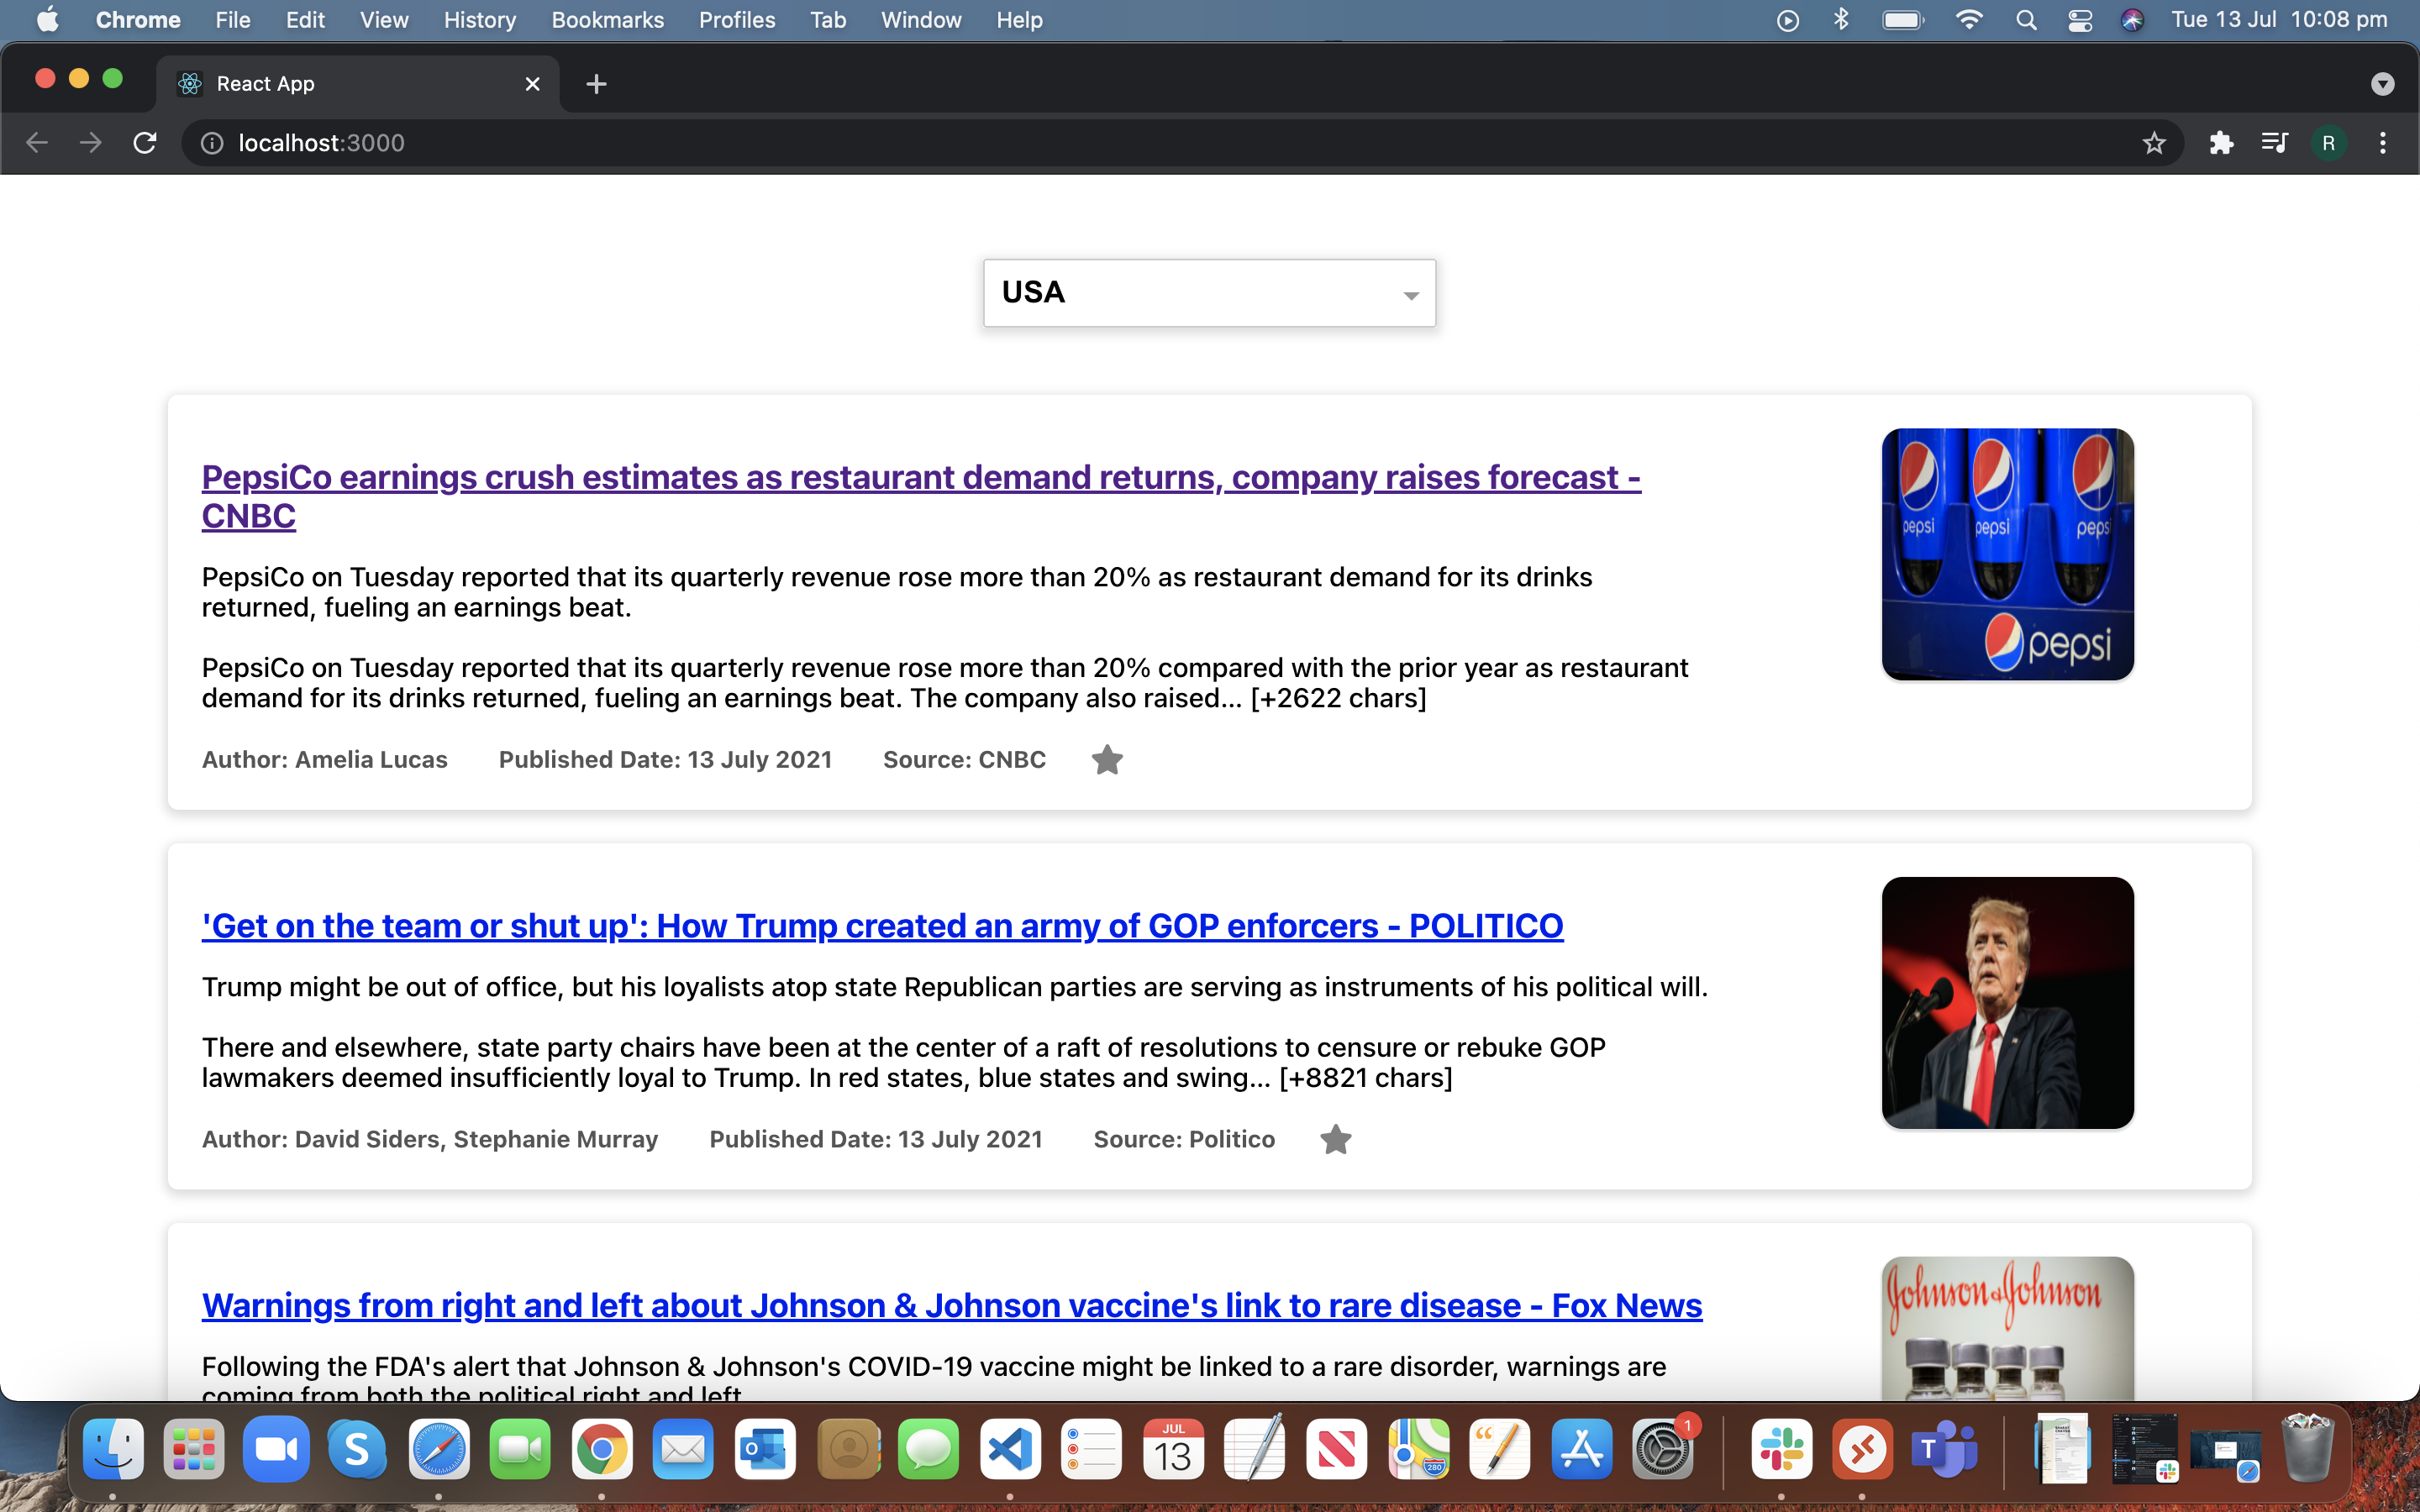 Chrome File Edit View History Bookmarks Profiles Tab Window Help Tue 13 Jul 10:08 pm
React App
localhost:3000 R
USA
PepsiCo earnings crush estimates as restaurant demand returns, company raises forecast -
CNBC
PepsiCo on Tuesday reported that its quarterly revenue rose more than 20% as restaurant demand for its drinks
returned, fueling an earnings beat.
PepsiCo on Tuesday reported that its quarterly revenue rose more than 20% compared with the prior year as restaurant
demand for its drinks returned, fueling an earnings beat. The company also raised… [+2622 chars]
Author: Amelia Lucas Published Date: 13 July 2021 Source: CNBC
pepsi pepsi pepsi
pepsi
'Get on the team or shut up': How Trump created an army of GOP enforcers - POLITICO
Trump might be out of office, but his loyalists atop state Republican parties are serving as instruments of his political will.
There and elsewhere, state party chairs have been at the center of a raft of resolutions to censure or rebuke GOP
lawmakers deemed insufficiently loyal to Trump. In red states, blue states and swing… [+8821 chars]
Author: David Siders, Stephanie Murray Published Date: 13 July 2021 Source: Politico
Warnings from right and left about Johnson & Johnson vaccine's link to rare disease - Fox News
Following the FDA's alert that Johnson & Johnson's COVID-19 vaccine might be linked to a rare disorder, warnings are
coming from both the political right and left
Johnson & Johnson
S O JUL 280 1 T
13